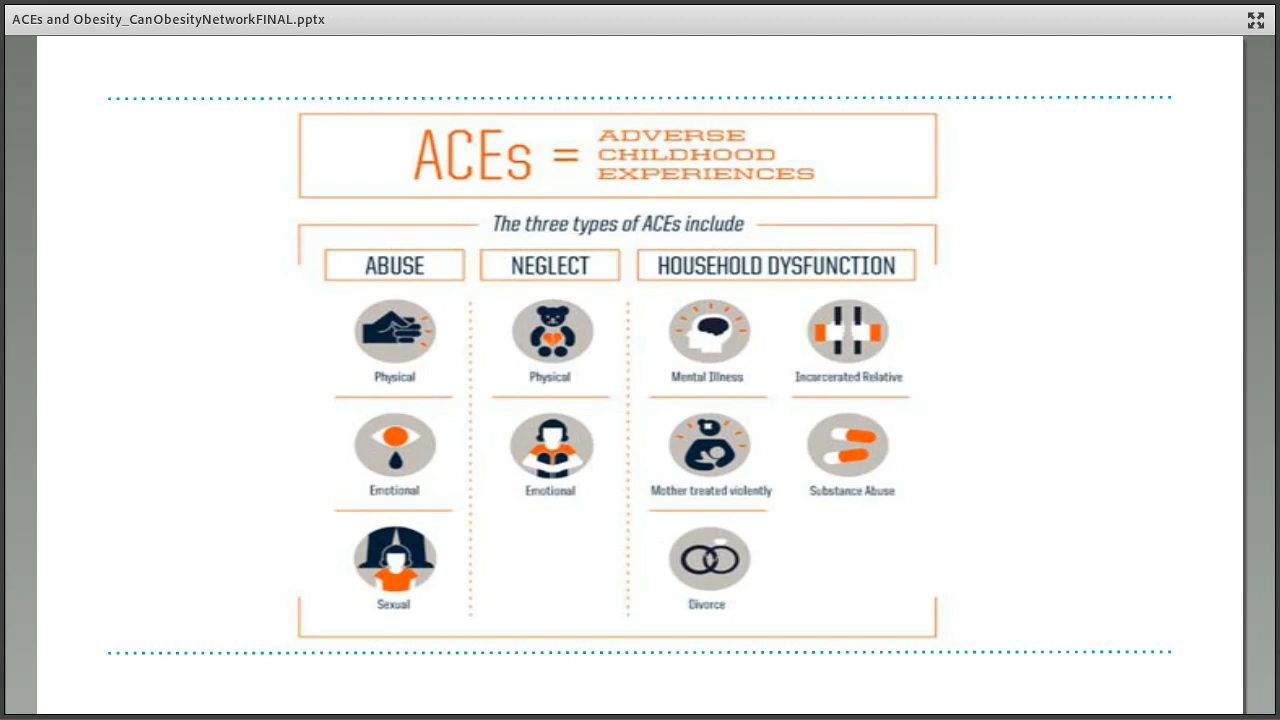 ACEs and Obesity_CanObesityNetworkFINAL.pptx
ACEs = ADVERSE
CHILDHOOD
EXPERIENCES
The three types of ACEs include
ABUSE
NEGLECT
HOUSEHOLD DYSFUNCTION
Physical
Physical
Mental Illness
Incarcerated Relative
Emotional
Emotional
Mother treated violently
Substance Abuse
Sexual
Divorce